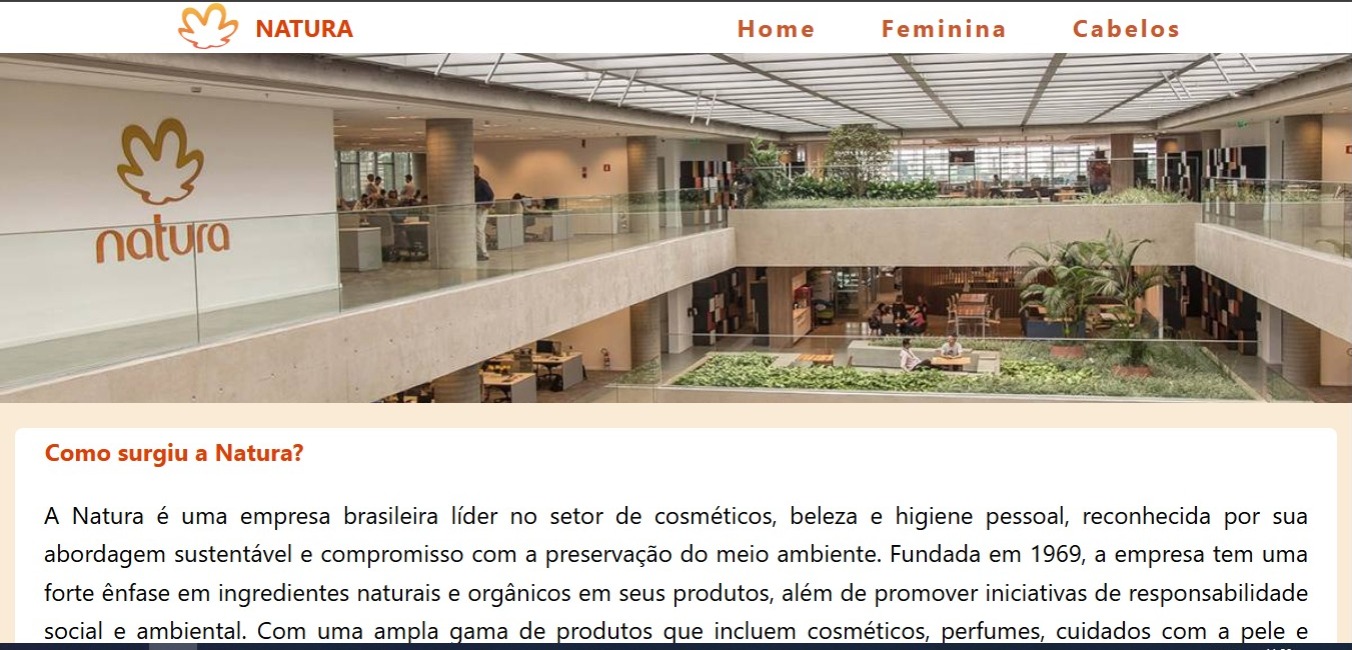 NATURA
Home Feminina Cabelos
natura
Como surgiu a Natura?
A Natura é uma empresa brasileira líder no setor de cosméticos, beleza e higiene pessoal, reconhecida por sua
abordagem sustentável e compromisso com a preservação do meio ambiente. Fundada em 1969, a empresa tem uma
forte ênfase em ingredientes naturais e orgânicos em seus produtos, além de promover iniciativas de responsabilidade
social e ambiental. Com uma ampla gama de produtos que incluem cosméticos, perfumes, cuidados com a pele e